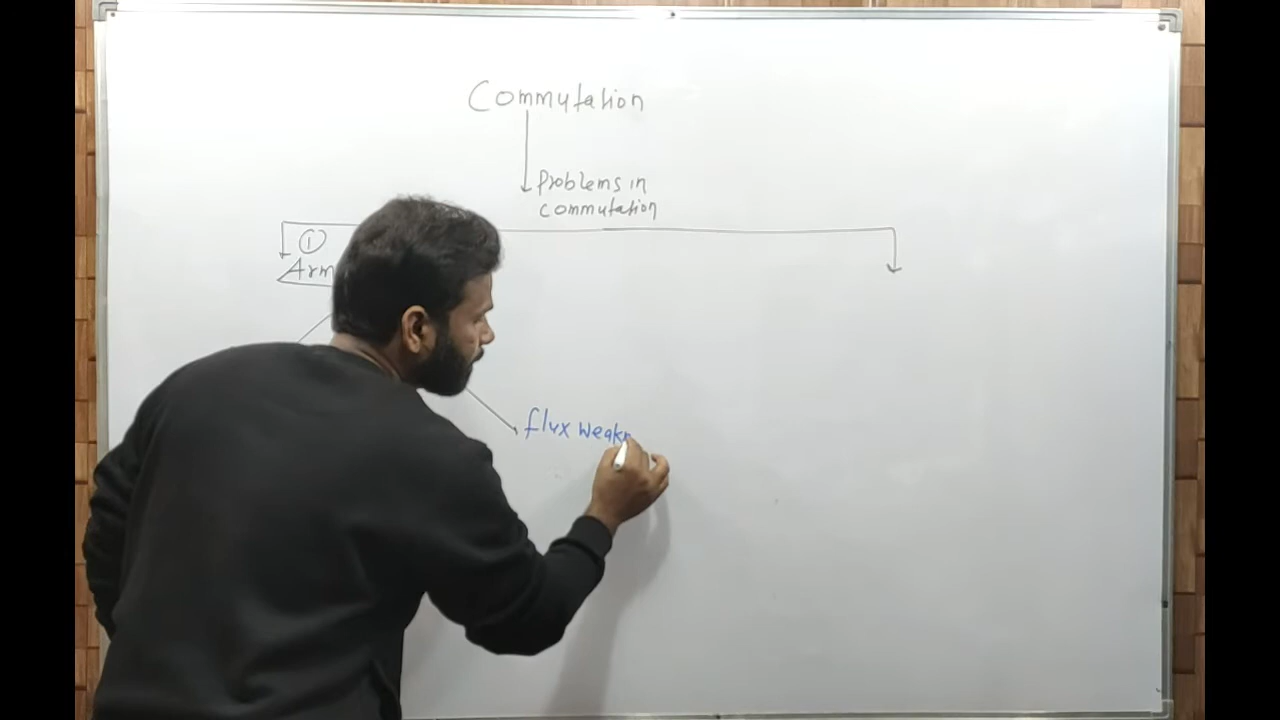 Commutation
Problems in
commutation
①
Arm
flux weak